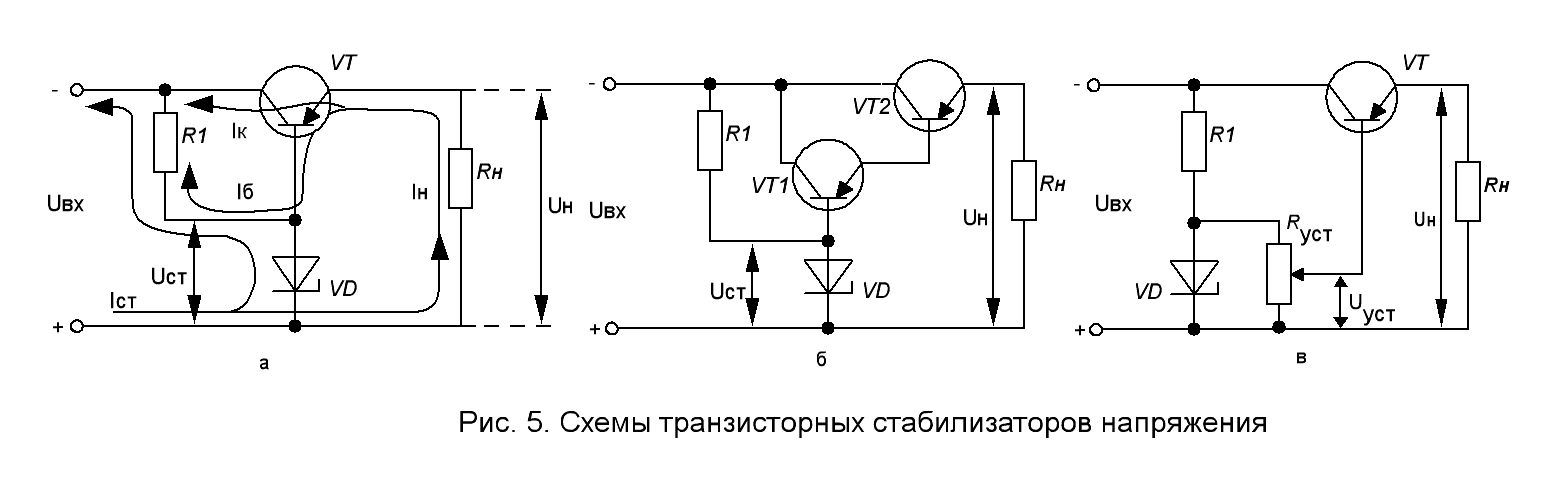 VT
-
R1
Iк
Iб
Iн
Rн
Uвх
Uн
Uст
Iст
VD
+
а
-
VT2
R1
VT1
Rн
Uвх
Uн
Uст
VD
+
б
VT
-
R1
Rн
Uвх
Rуст
Uн
VD
Uуст
+
в
Рис. 5. Схемы транзисторных стабилизаторов напряжения